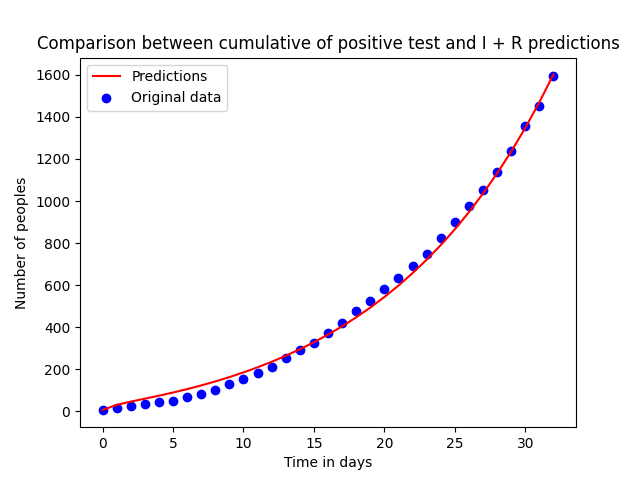 Comparison between cumulative of positive test and I + R predictions
Predictions
Original data
Number of peoples
1600
1400
1200
1000
800
600
400
200
0
0 5 10 15 20 25 30
Time in days